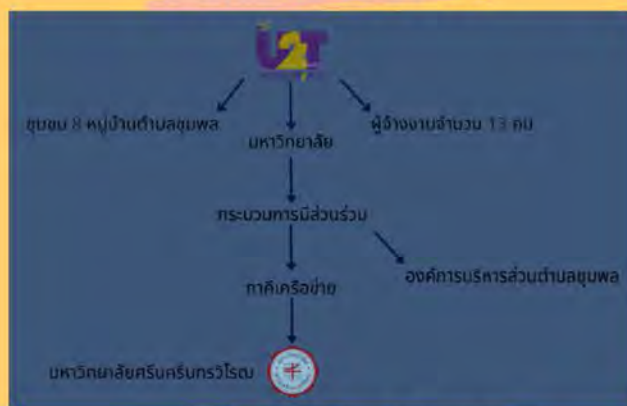 U2T
ชุมชน 8 หมู่บ้านตำบลชุมพล
ผู้จ้างงานจำนวน 13 คน
มหาวิทยาลัย
กระบวนการมีส่วนร่วม
องค์การบริหารส่วนตำบลชุมพล
ภาคีเครือข่าย
มหาวิทยาลัยศรีนครินทรวิโรฒ